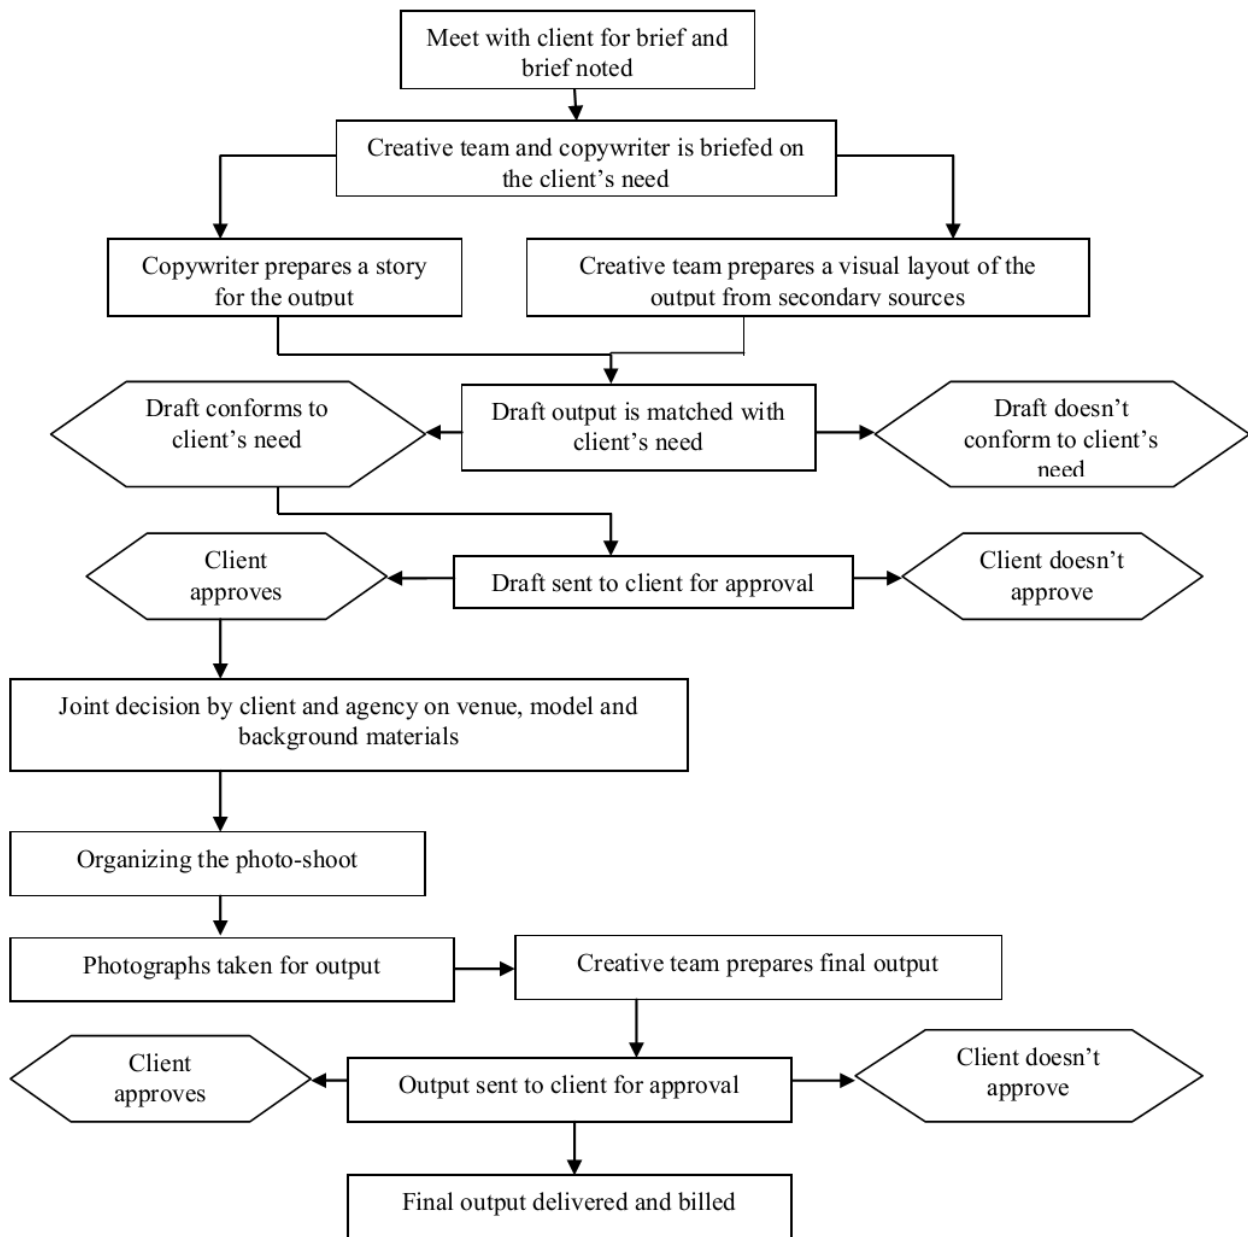 Meet with client for brief and
brief noted
Creative team and copywriter is briefed on
the client’s need
Copywriter prepares a story
for the output
Creative team prepares a visual layout of the
output from secondary sources
Draft conforms to
client’s need
Draft output is matched with
client’s need
Draft doesn’t
conform to client’s
need
Client
approves
Draft sent to client for approval
Client doesn’t
approve
Joint decision by client and agency on venue, model and
background materials
Organizing the photo-shoot
Photographs taken for output
Creative team prepares final output
Client
approves
Output sent to client for approval
Client doesn’t
approve
Final output delivered and billed